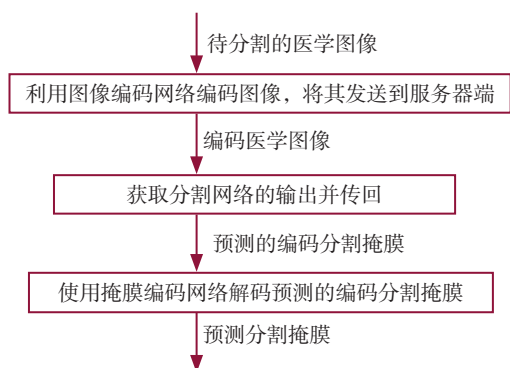 待分割的医学图像
利用图像编码网络编码图像，将其发送到服务器端
编码医学图像
获取分割网络的输出并传回
预测的编码分割掩膜
使用掩膜编码网络解码预测的编码分割掩膜
预测分割掩膜